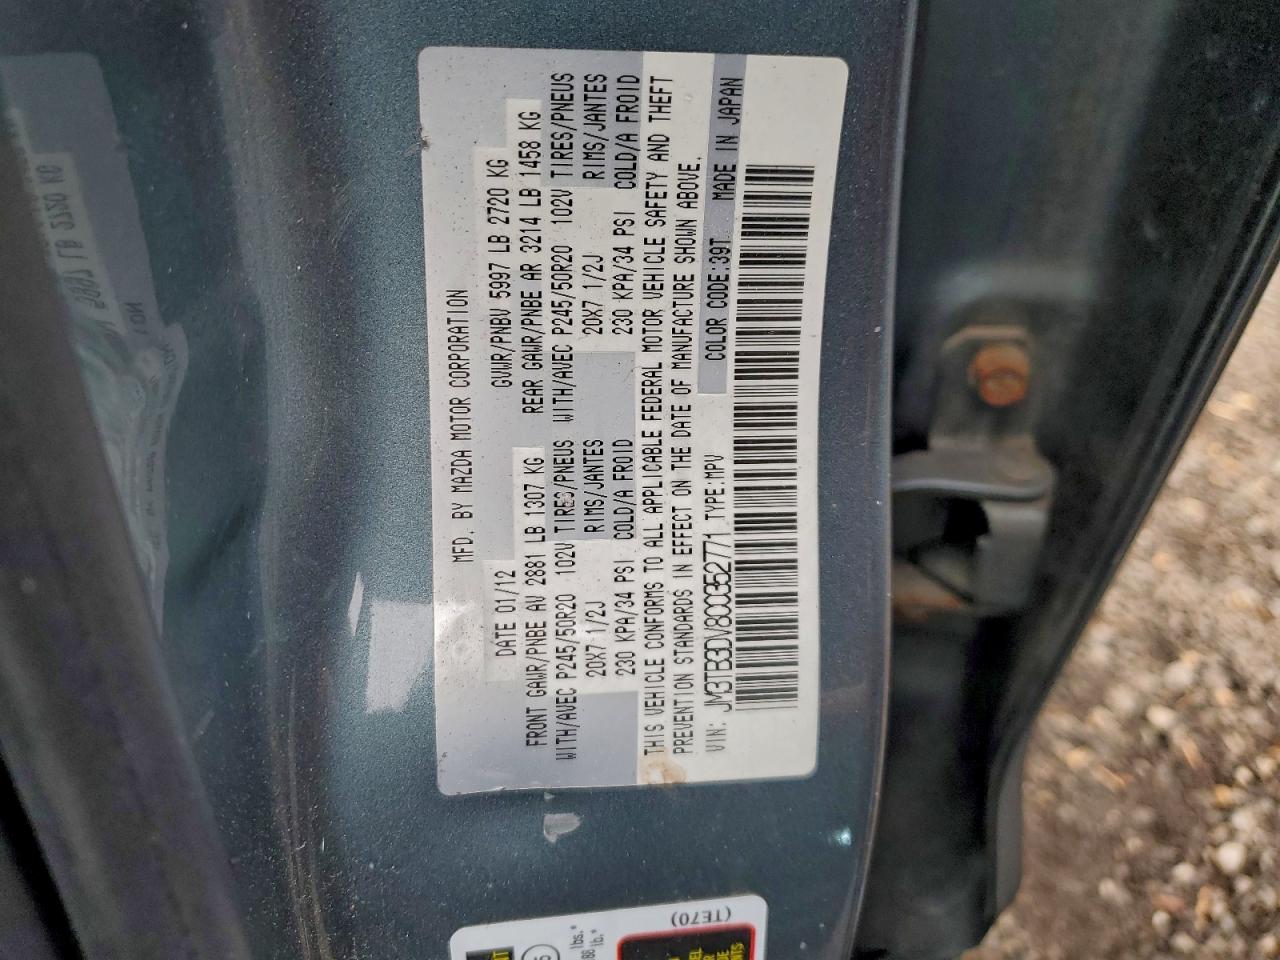 MFD. BY MAZDA MOTOR CORPORATION
DATE 01/12 GVWR/PNBV 5997 LB 2720 KG
FRONT GAWR/PNBE AV 2881 LB 1307 KG REAR GAWR/PNBE AR 3214 LB 1458 KG
WITH/AVEC P245/50R20 102V TIRES/PNEUS WITH/AVEC P245/50R20 102V TIRES/PNEUS
20X7 1/2J RIMS/JANTES 20X7 1/2J RIMS/JANTES
230 KPA/34 PSI COLD/A FROID 230 KPA/34 PSI COLD/A FROID
THIS VEHICLE CONFORMS TO ALL APPLICABLE FEDERAL MOTOR VEHICLE SAFETY AND THEFT
PREVENTION STANDARDS IN EFFECT ON THE DATE OF MANUFACTURE SHOWN ABOVE.
VIN: JM3TB3DV8C0352771 TYPE:MPV COLOR CODE:39T MADE IN JAPAN
(TE70)
lbs.*
lb.*